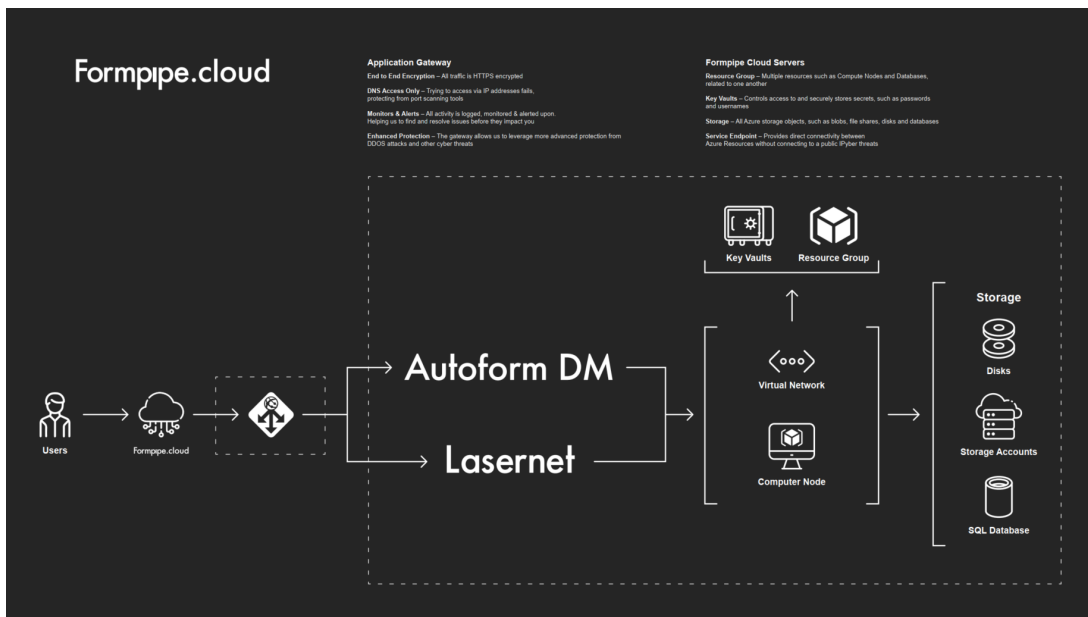 Formpipe.cloud
Application Gateway
End to End Encryption – All traffic is HTTPS encrypted
DNS Access Only – Trying to access via IP addresses fails,
protecting from port scanning tools
Monitors & Alerts – All activity is logged, monitored & alerted upon.
Helping us to find and resolve issues before they impact you
Enhanced Protection – The gateway allows us to leverage more advanced protection from
DDOS attacks and other cyber threats
Formpipe Cloud Servers
Resource Group – Multiple resources such as Compute Nodes and Databases,
related to one another
Key Vaults – Controls access to and securely stores secrets, such as passwords
and usernames
Storage – All Azure storage objects, such as blobs, file shares, disks and databases
Service Endpoint – Provides direct connectivity between
Azure Resources without connecting to a public IPyber threats
Key Vaults
Resource Group
Storage
Disks
Autoform DM
Virtual Network
Users
Formpipe.cloud
Lasernet
Storage Accounts
Computer Node
SQL Database